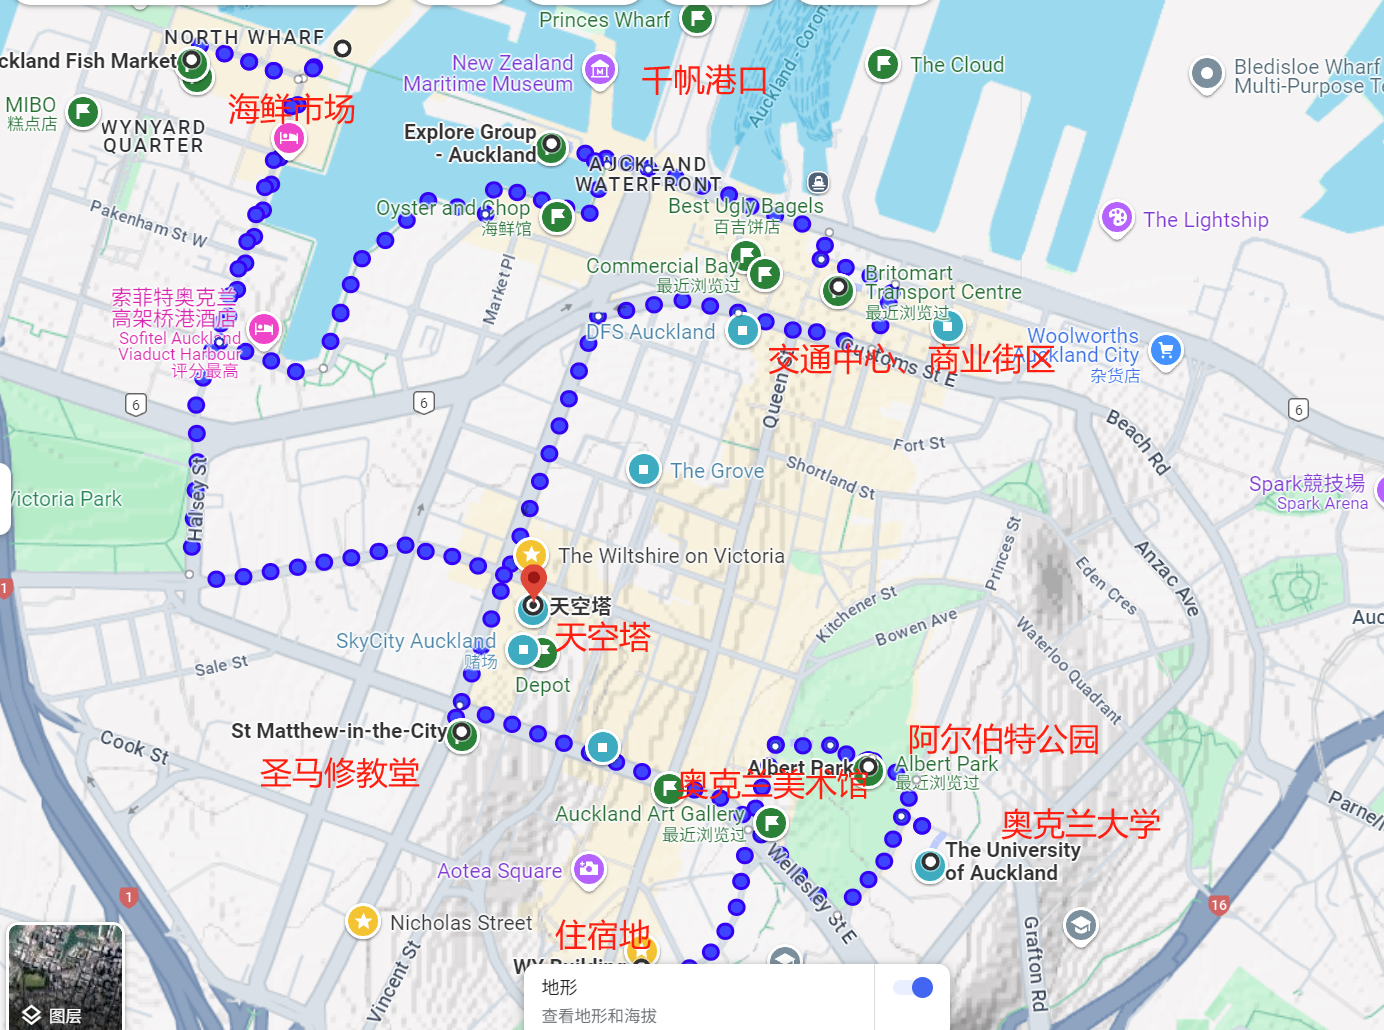 Princes Wharf
NORTH WHARF
ckland Fish Market
New Zealand
Maritime Museum
千帆港口
The Cloud
Auckland - Coron
Bledisloe Wharf
Multi-Purpose Te
MIBO
糕点店
海鲜市场
WYNYARD
QUARTER
Explore Group
- Auckland
AUCKLAND
WATERFRONT
Pakenham St W
Oyster and Chop
海鲜馆
Best Ugly Bagels
百吉饼店
The Lightship
Market Pl
Commercial Bay
最近浏览过
Britomart
Transport Centre
最近浏览过
索菲特奥克兰
高架桥港酒店
Sofitel Auckland
Viaduct Harbour
评分最高
DFS Auckland
交通中心、商业街区
Customs St E
Woolworths
Auckland City
杂货店
6
6
6
Queen St
Beach Rd
Fort St
Shortland St
The Grove
Victoria Park
Halsey St
Spark競技場
Spark Arena
The Wiltshire on Victoria
Princes St
Anzac Ave
Eden Cres
1
天空塔
天空塔
Kitchener St
Bowen Ave
Waterloo Quadrant
Auc
SkyCity Auckland
赌场
Sale St
Depot
St Matthew-in-the-City
圣马修教堂
Cook St
阿尔伯特公园
Albert Park
Albert Park
最近浏览过
奥克兰美术馆
Auckland Art Gallery
最近浏览过
奥克兰大学
The University
of Auckland
Parnell
Wellesley St E
Aotea Square
1
16
Nicholas Street
住宿地
WY Building
Vincent St
Grafton Rd
图层
地形
查看地形和海拔